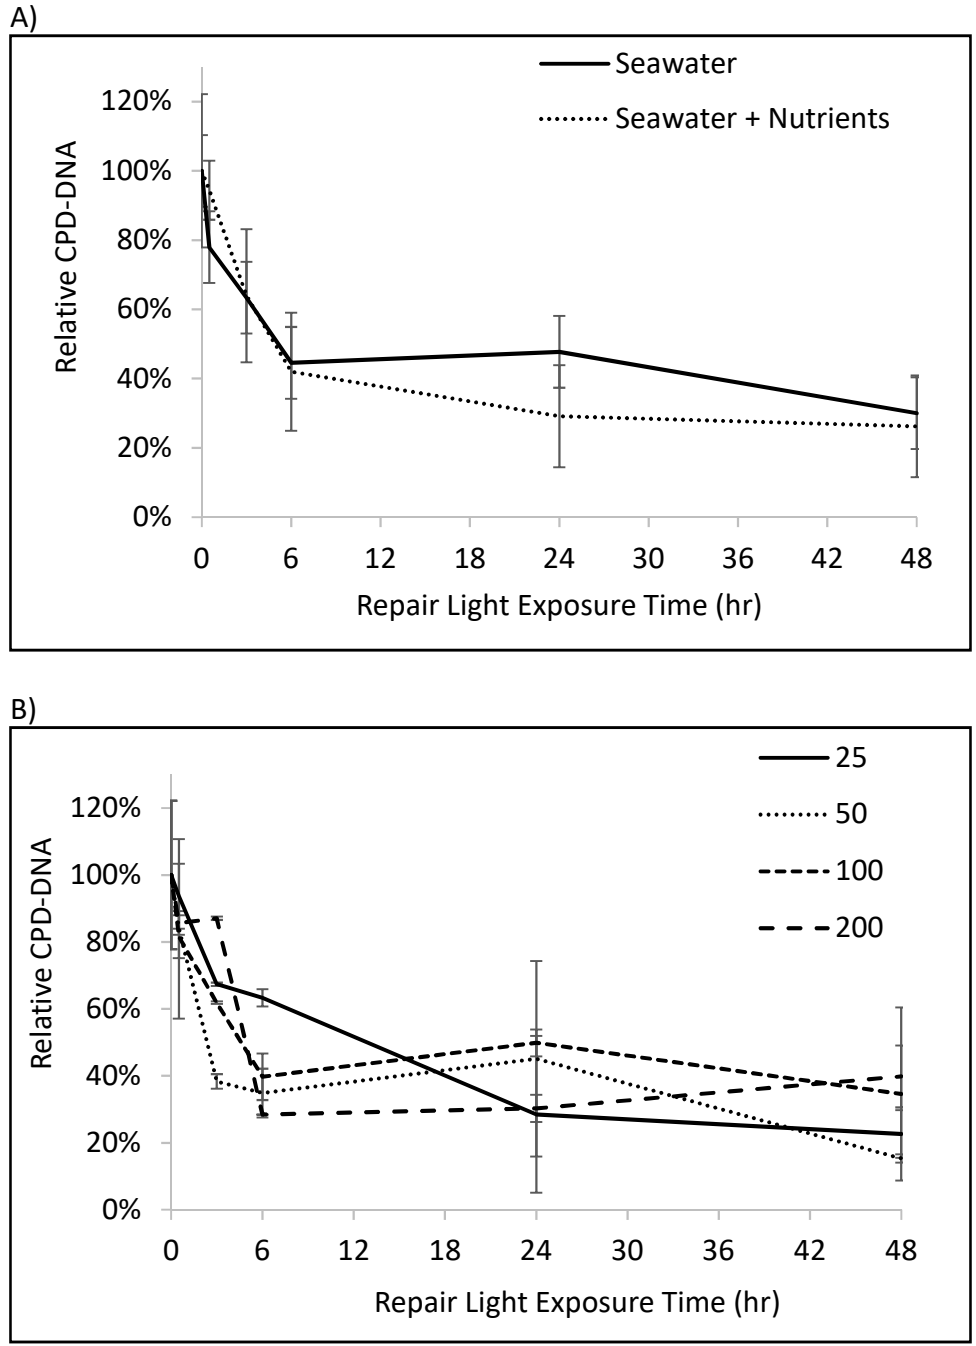 A)
Seawater
Seawater + Nutrients
120%
100%
80%
60%
40%
20%
0%
Relative CPD-DNA
0 6 12 18 24 30 36 42 48
Repair Light Exposure Time (hr)
B)
25
50
100
200
120%
100%
80%
60%
40%
20%
0%
Relative CPD-DNA
0 6 12 18 24 30 36 42 48
Repair Light Exposure Time (hr)